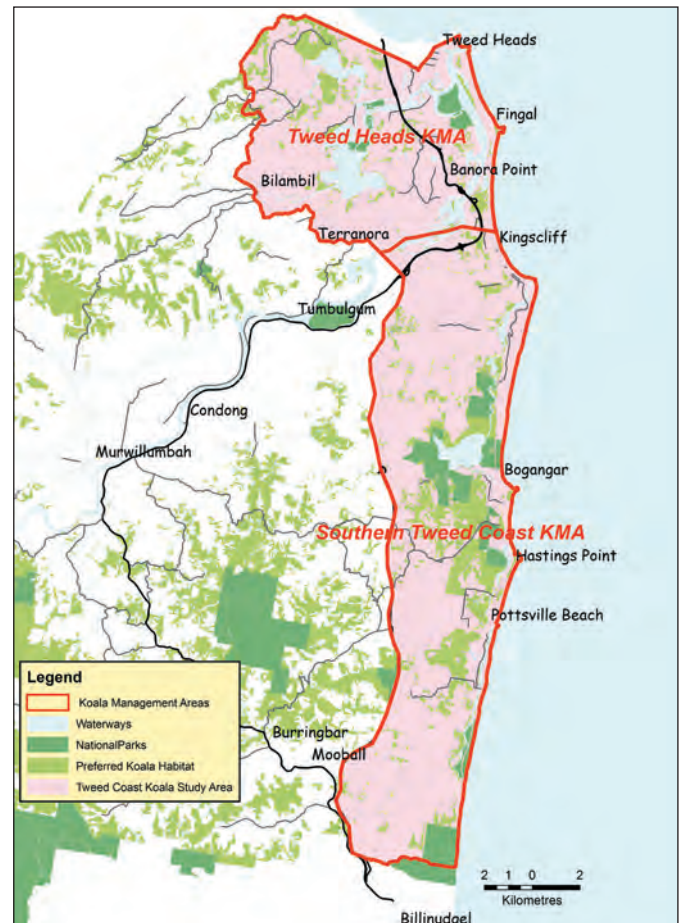 Tweed Heads
Fingal
Tweed Heads KMA
Banora Point
Bilambil
Terranora
Kingscliff
Tumbulgum
Condong
Murwillumbah
Bogangar
Southern Tweed Coast KMA
Hastings Point
Pottsville Beach
Legend
Koala Management Areas
Waterways
NationalParks
Preferred Koala Habitat
Tweed Coast Koala Study Area
Burringbar
Mooball
2 1 0 2
Kilometres
Billinudgel